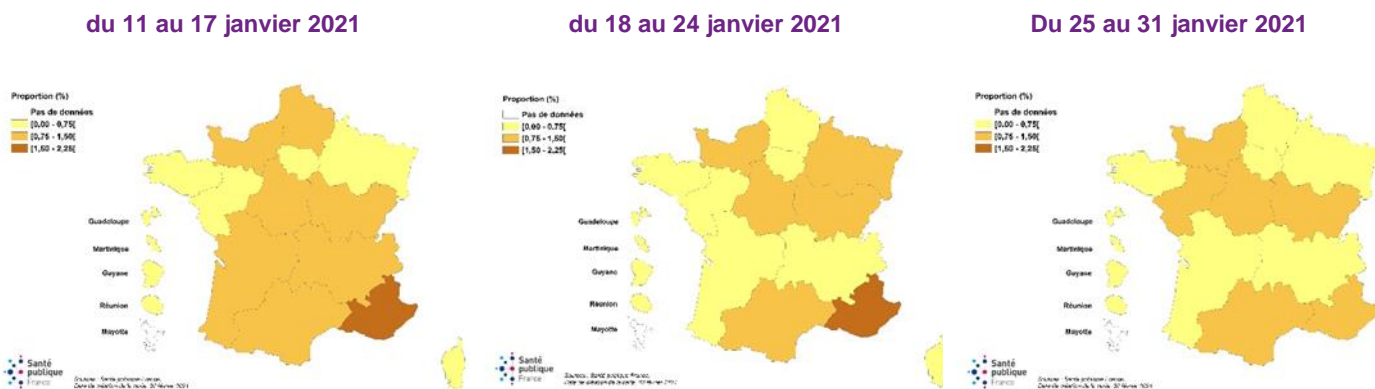 du 11 au 17 janvier 2021
Proportion (%)
Pas de données
[0,00 - 0,75[
[0,75 - 1,50[
[1,50 - 2,25[
Guadeloupe
Martinique
Guyane
Réunion
Mayotte
Santé
publique
France
du 18 au 24 janvier 2021
Proportion (%)
Pas de données
[0,00 - 0,75[
[0,75 - 1,50[
[1,50 - 2,25[
Guadeloupe
Martinique
Guyane
Réunion
Mayotte
Santé
publique
France
Du 25 au 31 janvier 2021
Proportion (%)
Pas de données
[0,00 - 0,75[
[0,75 - 1,50[
[1,50 - 2,25[
Guadeloupe
Martinique
Guyane
Réunion
Mayotte
Santé
publique
France